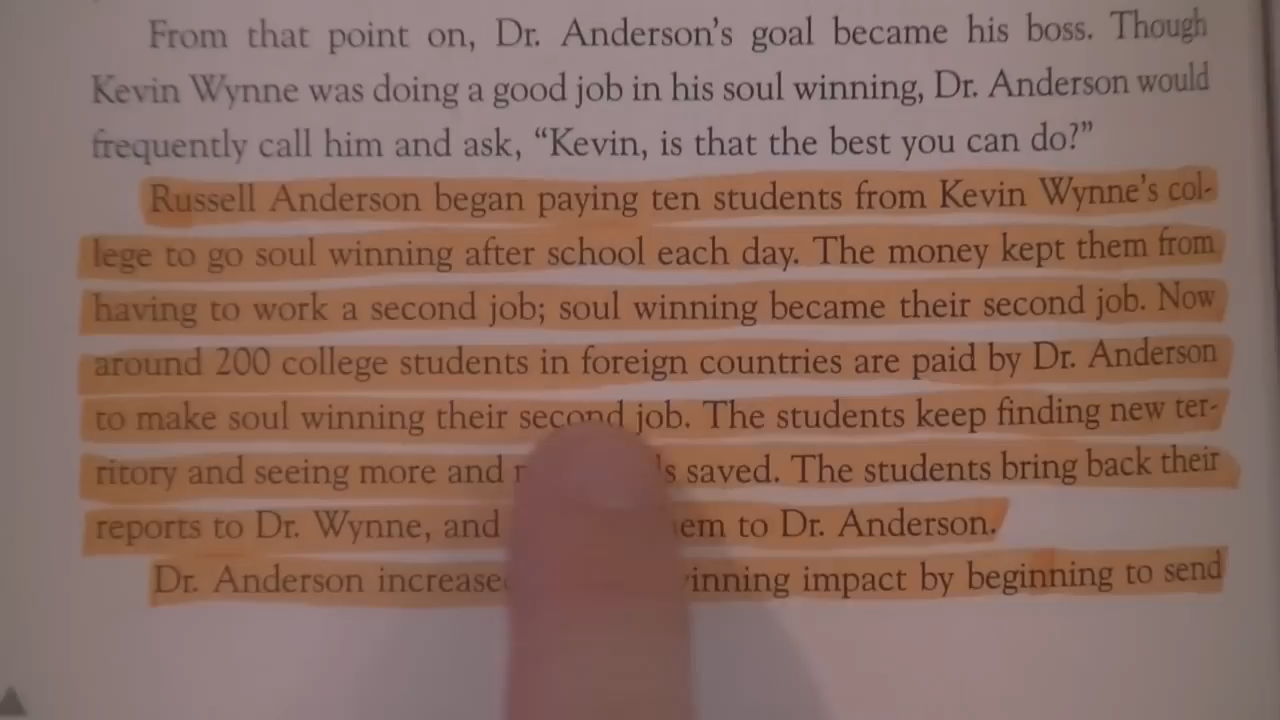 From that point on, Dr. Anderson's goal became his boss. Though
Kevin Wynne was doing a good job in his soul winning, Dr. Anderson would
frequently call him and ask, “Kevin, is that the best you can do?”
Russell Anderson began paying ten students from Kevin Wynne's col-
lege to go soul winning after school each day. The money kept them from
having to work a second job; soul winning became their second job. Now
around 200 college students in foreign countries are paid by Dr. Anderson
to make soul winning their second job. The students keep finding new ter-
ritory and seeing more and saved. The students bring back their
reports to Dr. Wynne, and to Dr. Anderson.
Dr. Anderson impact by beginning to send